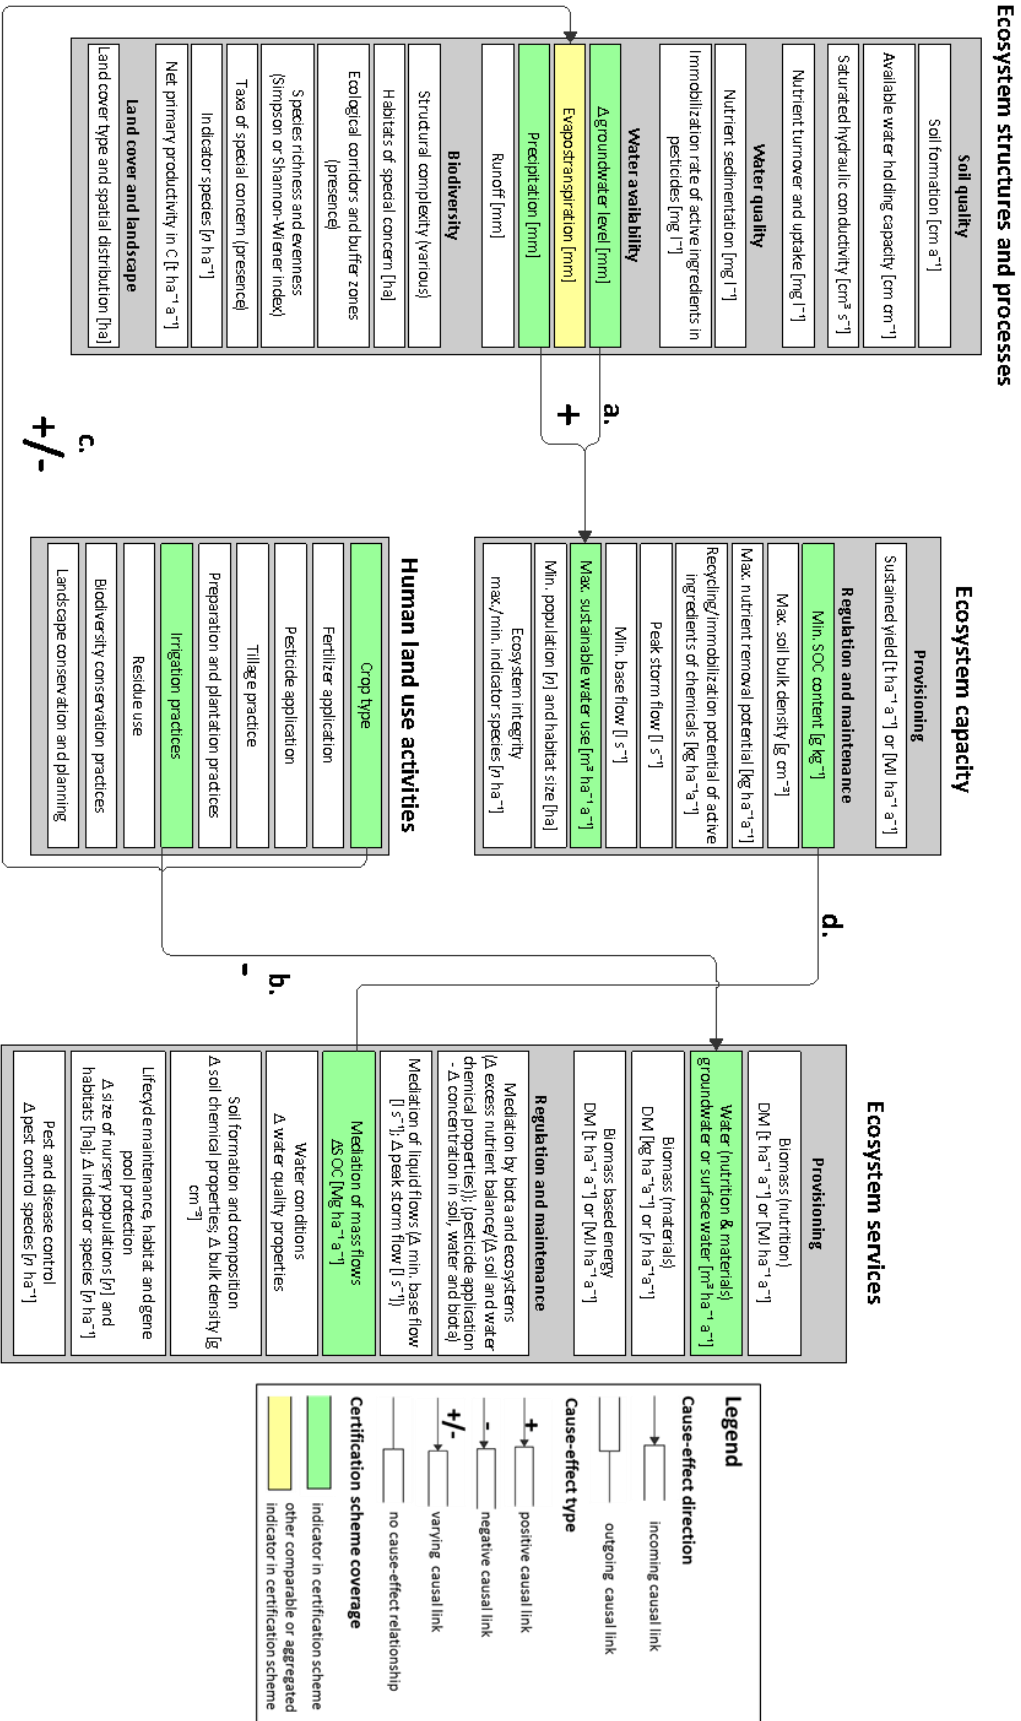 Ecosystem structures and processes
Soil quality
Soil formation [cm a⁻¹]
Available water holding capacity [cm cm⁻¹]
Saturated hydraulic conductivity [cm³ s⁻¹]
Nutrient turnover and uptake [mg l⁻¹]
Water quality
Nutrient sedimentation [mg l⁻¹]
Immobilization rate of active ingredients in
pesticides [mg l⁻¹]
Water availability
Δ groundwater level [mm]
Evapostranspiration [mm]
Precipitation [mm]
Runoff [mm]
Biodiversity
Structural complexity (various)
Habitats of special concern [ha]
Ecological corridors and buffer zones
(presence)
Species richness and evenness
(Simpson or Shannon-Wiener index)
Taxa of special concern (presence)
Indicator species [n ha⁻¹]
Net primary productivity in C [t ha⁻¹ a⁻¹]
Land cover and landscape
Land cover type and spatial distribution [ha]
a.
+
c.
+/-
Ecosystem capacity
Provisioning
Sustained yield [t ha⁻¹ a⁻¹] or [MJ ha⁻¹ a⁻¹]
Regulation and maintenance
Min. SOC content [g kg⁻¹]
Max. soil bulk density [g cm⁻³]
Max. nutrient removal potential [kg ha⁻¹a⁻¹]
Recycling/immobilization potential of active
ingredients of chemicals [kg ha⁻¹a⁻¹]
Peak storm flow [l s⁻¹]
Min. base flow [l s⁻¹]
Max. sustainable water use [m³ ha⁻¹ a⁻¹]
Min. population [n] and habitat size [ha]
Ecosystem integrity
max./min. indicator species [n ha⁻¹]
Human land use activities
Crop type
Fertilizer application
Pesticide application
Tillage practice
Preparation and plantation practices
Irrigation practices
Residue use
Biodiversity conservation practices
Landscape conservation and planning
d.
b.
-
Ecosystem services
Provisioning
Biomass (nutrition)
DM [t ha⁻¹ a⁻¹] or [MJ ha⁻¹ a⁻¹]
Water (nutrition & materials)
groundwater or surface water [m³ ha⁻¹ a⁻¹]
Biomass (materials)
DM [kg ha⁻¹a⁻¹] or [n ha⁻¹a⁻¹]
Biomass based energy
DM [t ha⁻¹ a⁻¹] or [MJ ha⁻¹ a⁻¹]
Regulation and maintenance
Mediation by biota and ecosystems
(Δ excess nutrient balance/(Δ soil and water
chemical properties)); (pesticide application
- Δ concentration in soil, water and biota)
Mediation of liquid flows (Δ min. base flow
[l s⁻¹]; Δ peak storm flow [l s⁻¹])
Mediation of mass flows
ΔSOC [Mg ha⁻¹ a⁻¹]
Water conditions
Δ water quality properties
Soil formation and composition
Δ soil chemical properties; Δ bulk density [g
cm⁻³]
Lifecycle maintenance, habitat and gene
pool protection
Δ size of nursery populations [n] and
habitats [ha]; Δ indicator species [n ha⁻¹]
Pest and disease control
Δ pest control species [n ha⁻¹]
Legend
Cause-effect direction
incoming causal link
outgoing causal link
Cause-effect type
+
positive causal link
-
negative causal link
+/-
varying causal link
no cause-effect relationship
Certification scheme coverage
indicator in certification scheme
other comparable or aggregated
indicator in certification scheme